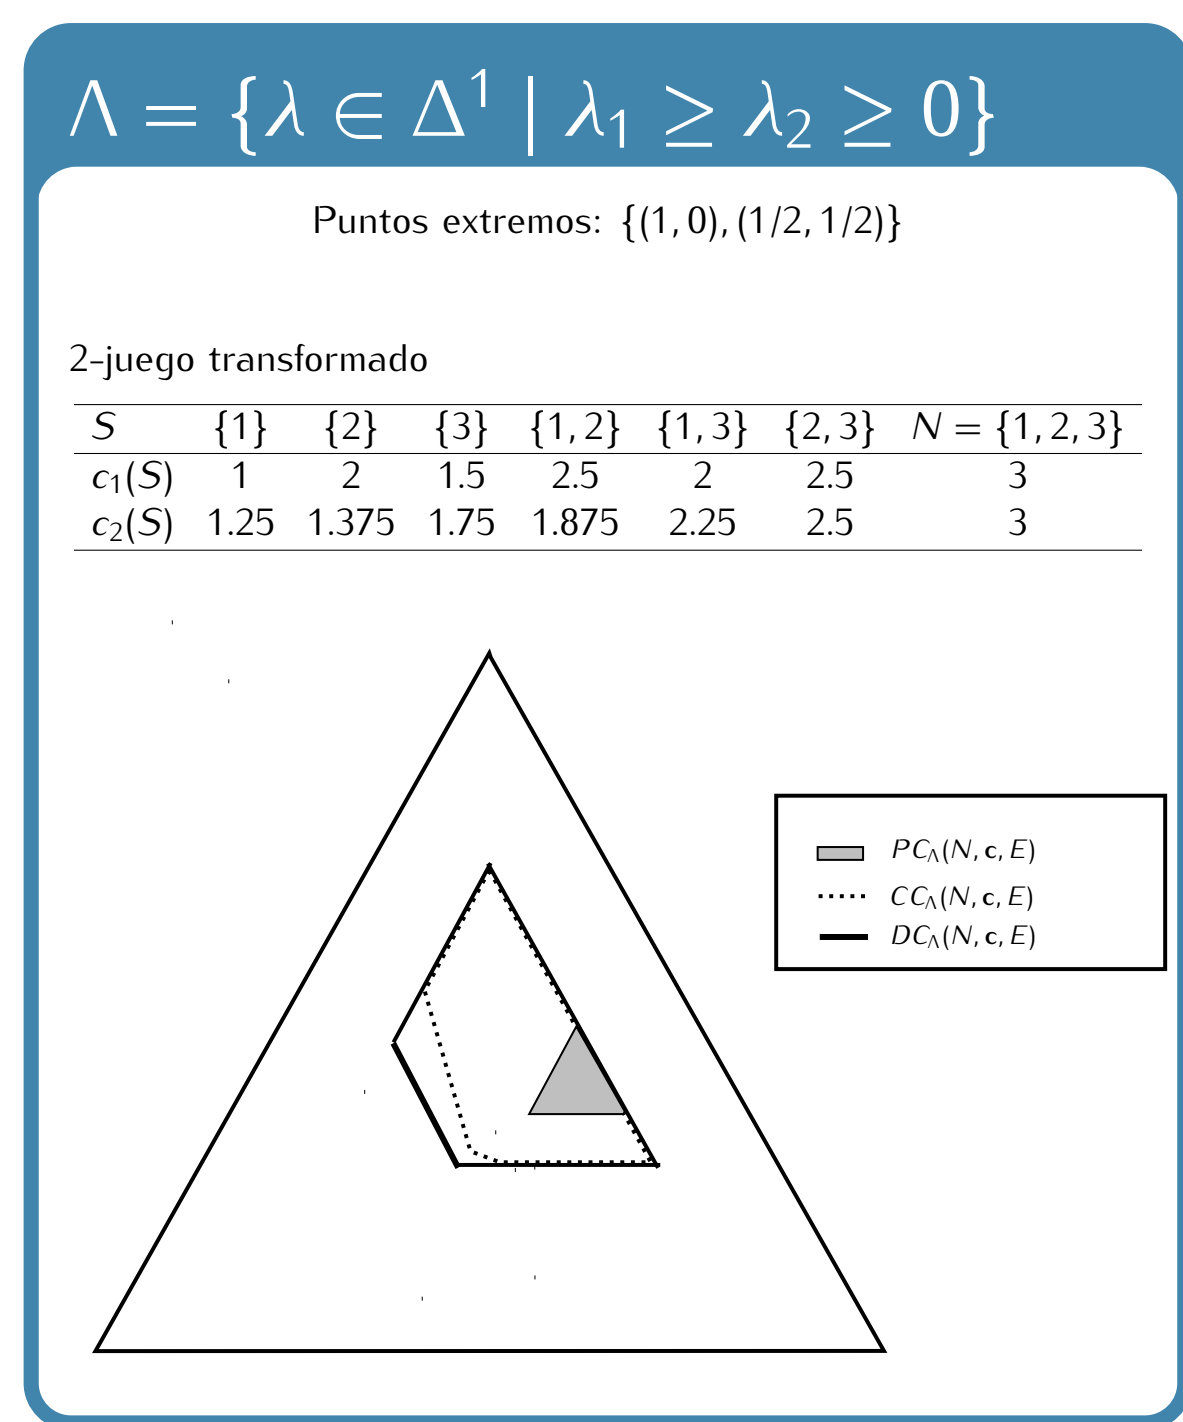 Λ = {λ ∈ Δ¹ | λ₁ ≥ λ₂ ≥ 0}
Puntos extremos: {(1, 0), (1/2, 1/2)}
2-juego transformado
S {1} {2} {3} {1, 2} {1, 3} {2, 3} N = {1, 2, 3}
c₁(S) 1 2 1.5 2.5 2 2.5 3
c₂(S) 1.25 1.375 1.75 1.875 2.25 2.5 3
PC_Λ(N, c, E)
CC_Λ(N, c, E)
DC_Λ(N, c, E)